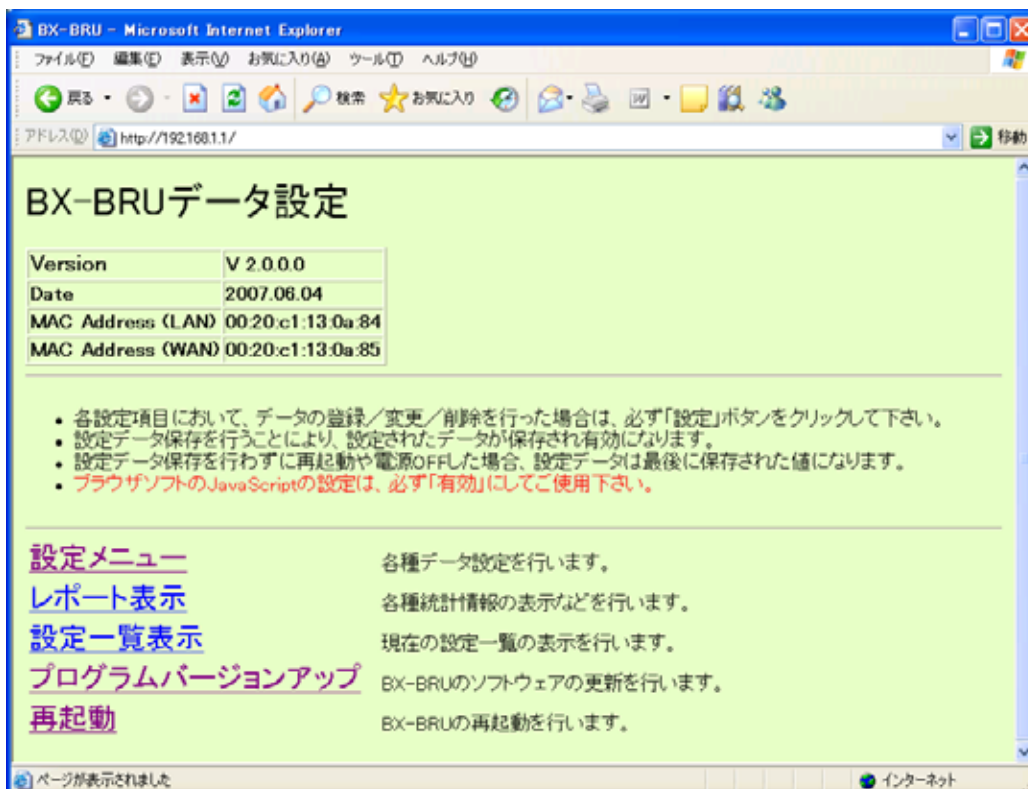 BX-BRU - Microsoft Internet Explorer
ファイル(F) 編集(E) 表示(V) お気に入り(A) ツール(T) ヘルプ(H)
戻る 検索 お気に入り
アドレス(D) http://192.168.1.1/ 移動
BX-BRUデータ設定
Version V 2.0.0.0
Date 2007.06.04
MAC Address (LAN) 00:20:c1:13:0a:84
MAC Address (WAN) 00:20:c1:13:0a:85
・各設定項目において、データの登録／変更／削除を行った場合は、必ず「設定」ボタンをクリックして下さい。
・設定データ保存を行うことにより、設定されたデータが保存され有効になります。
・設定データ保存を行わずに再起動や電源OFFした場合、設定データは最後に保存された値になります。
・ブラウザソフトのJavaScriptの設定は、必ず「有効」にしてご使用下さい。
設定メニュー 各種データ設定を行います。
レポート表示 各種統計情報の表示などを行います。
設定一覧表示 現在の設定一覧の表示を行います。
プログラムバージョンアップ BX-BRUのソフトウェアの更新を行います。
再起動 BX-BRUの再起動を行います。
ページが表示されました インターネット